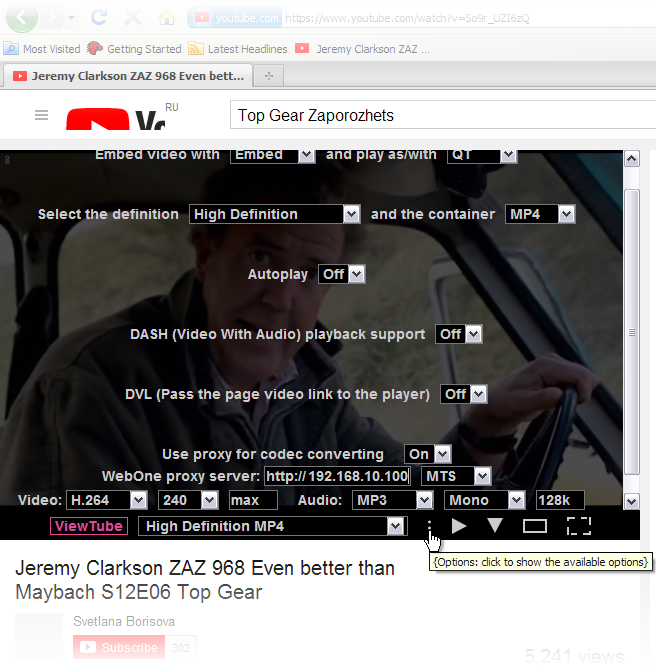 youtube.com https://www.youtube.com/watch?v=5o9r_UZI6zQ
Most Visited Getting Started Latest Headlines Jeremy Clarkson ZAZ ...
Jeremy Clarkson ZAZ 968 Even bett...
RU
Top Gear Zaporozhets
Embed video with Embed and play as/with QT
Select the definition High Definition and the container MP4
Autoplay Off
DASH (Video With Audio) playback support Off
DVL (Pass the page video link to the player) Off
Use proxy for codec converting On
WebOne proxy server: http://192.168.10.100 MTS
Video: H.264 240 max Audio: MP3 Mono 128k
ViewTube High Definition MP4
{Options: click to show the available options}
Jeremy Clarkson ZAZ 968 Even better than
Maybach S12E06 Top Gear
Svetlana Borisova
Subscribe 302
5,241 views